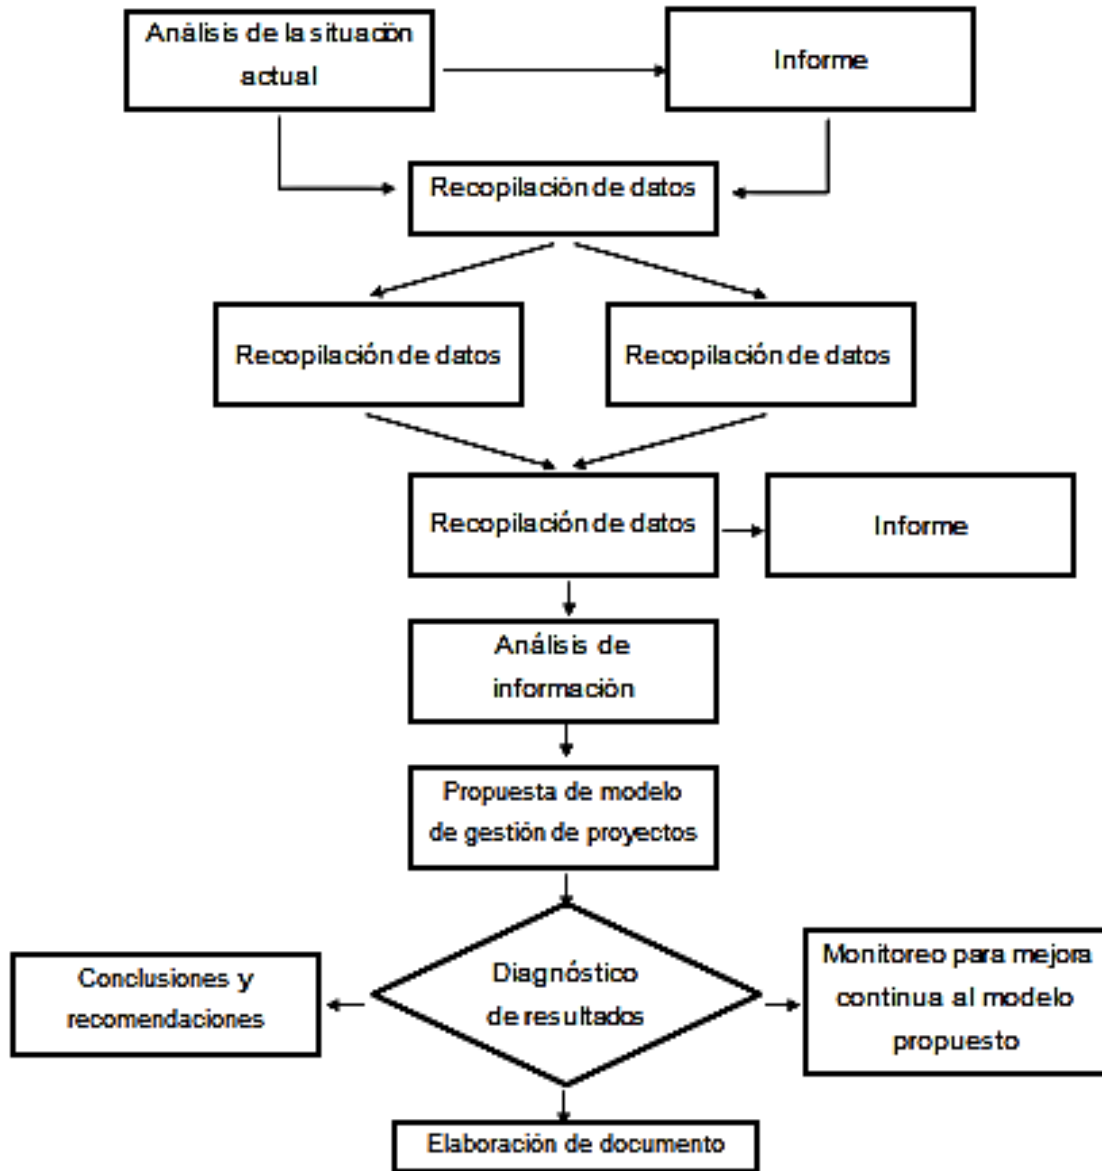 Análisis de la situación
actual
Informe
Recopilación de datos
Recopilación de datos
Recopilación de datos
Recopilación de datos
Informe
Análisis de
información
Propuesta de modelo
de gestión de proyectos
Diagnóstico
de resultados
Conclusiones y
recomendaciones
Monitoreo para mejora
continua al modelo
propuesto
Elaboración de documento